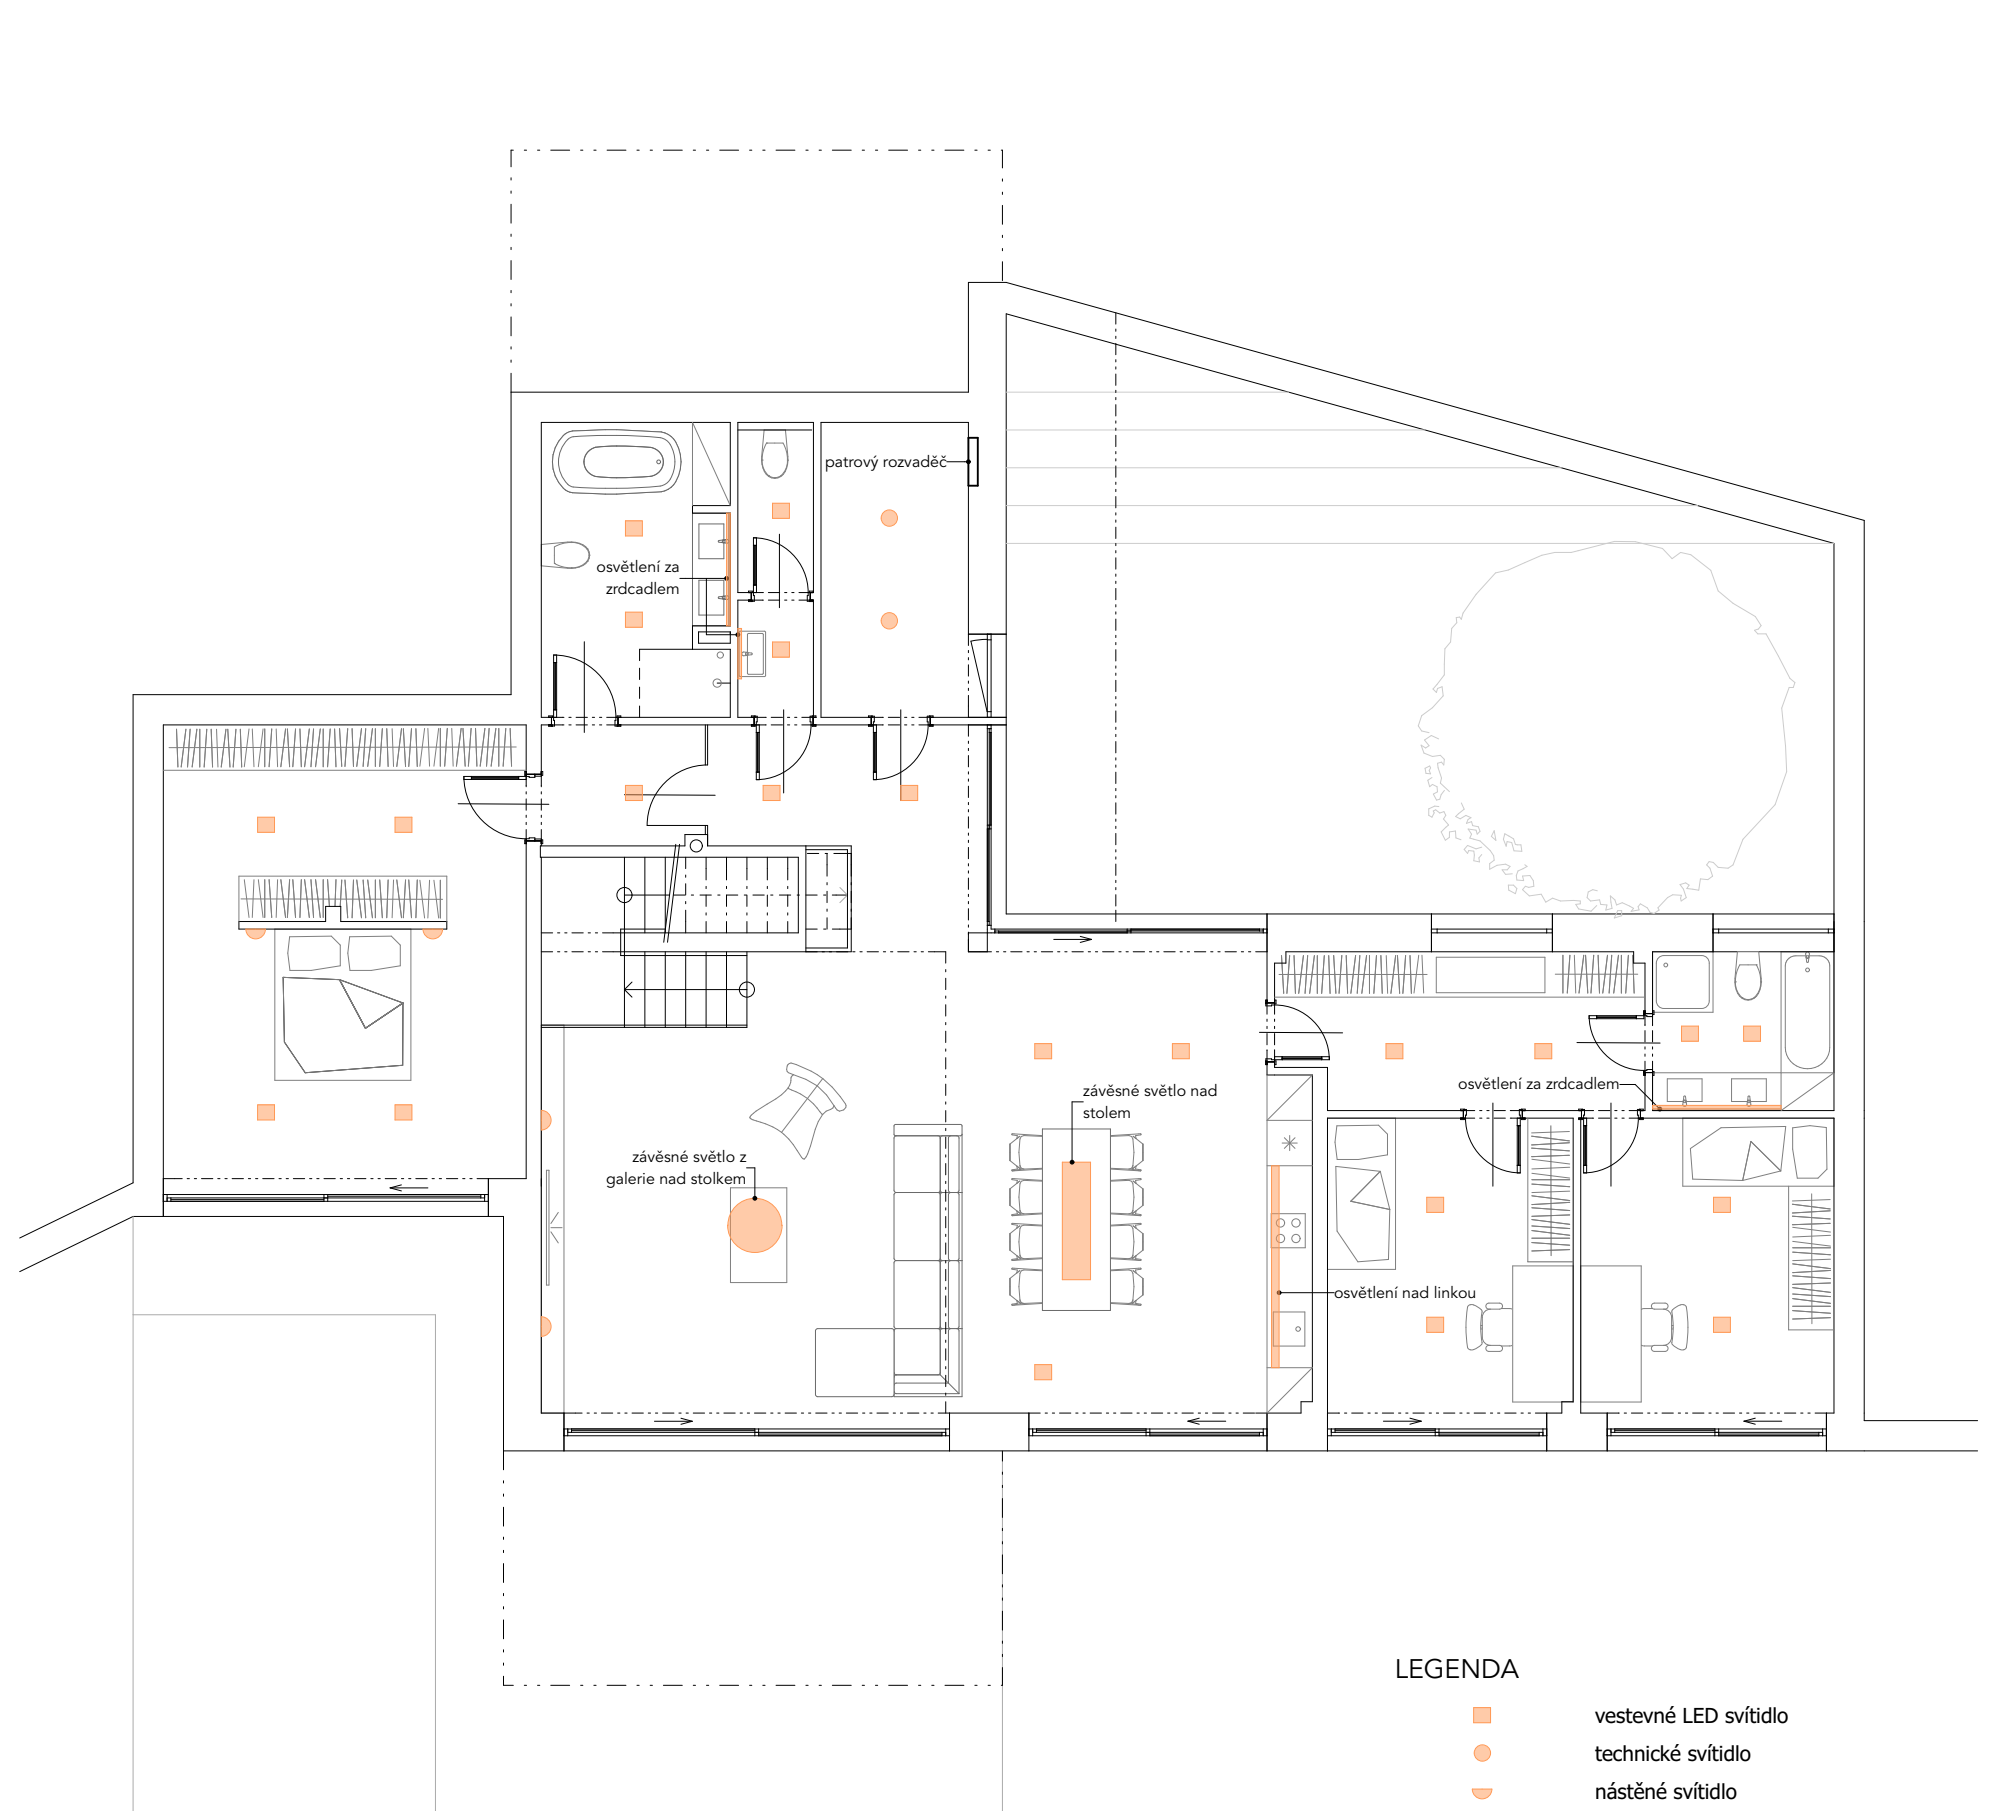 patrový rozvaděč
osvětlení za
zrdcadlem
osvětlení za zrdcadlem
závěsné světlo nad
stolem
závěsné světlo z
galerie nad stolkem
osvětlení nad linkou
LEGENDA
vestevné LED svítidlo
technické svítidlo
nástěné svítidlo